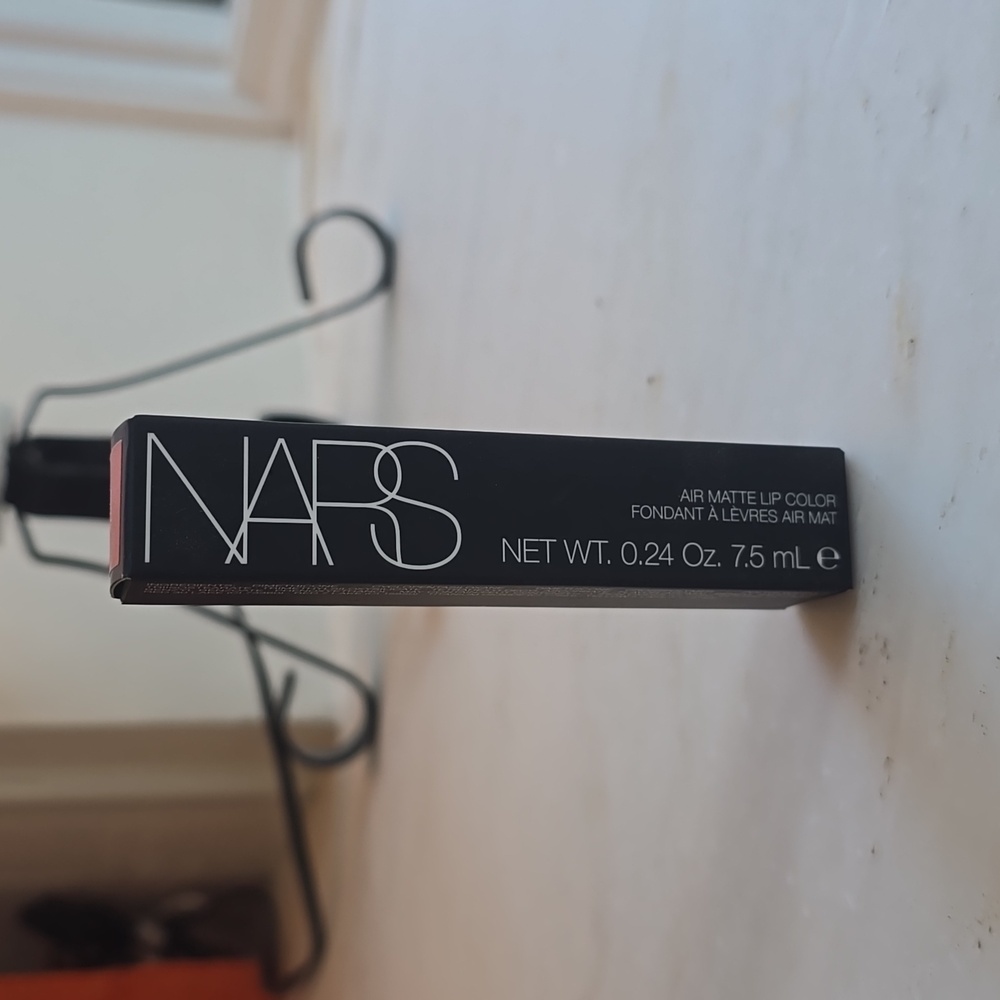 NARS
AIR MATTE LIP COLOR
FONDANT À LÈVRES AIR MAT
NET WT. 0.24 Oz. 7.5 mL ℮